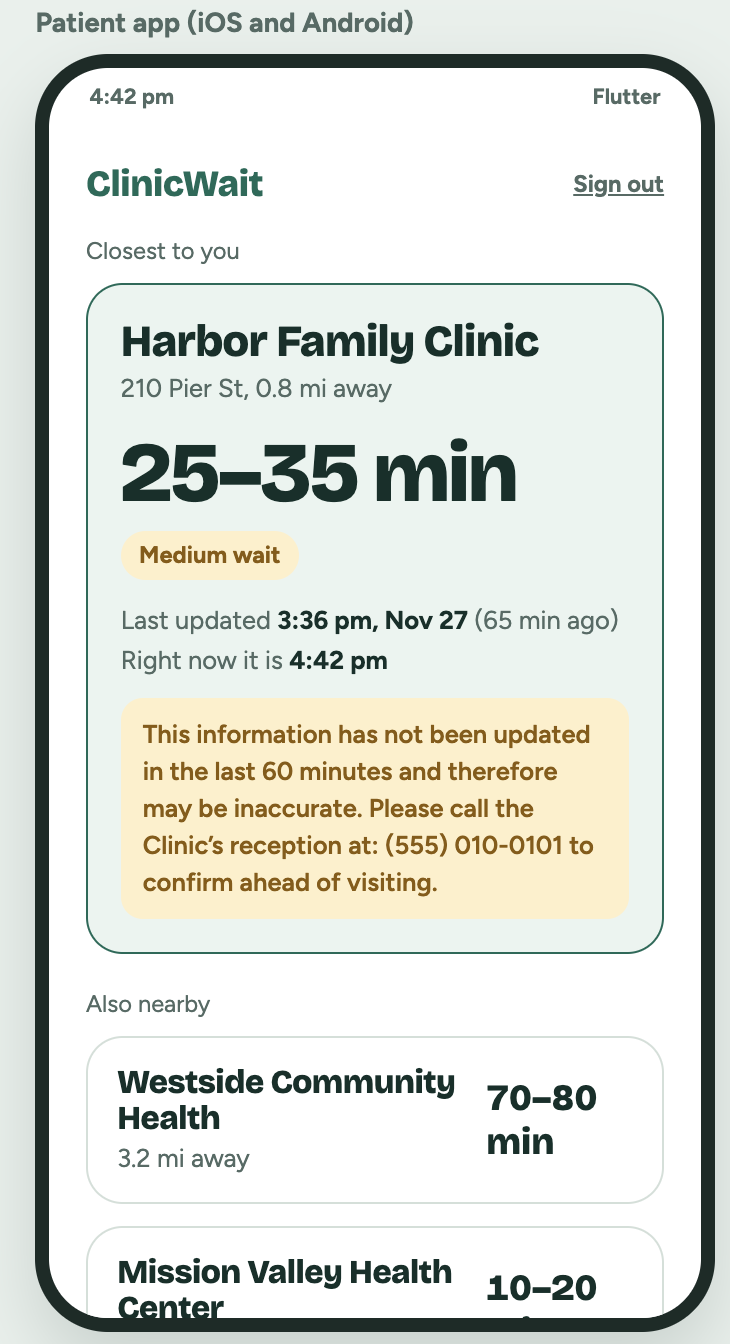 Patient app (iOS and Android)
4:42 pm
Flutter
ClinicWait
Sign out
Closest to you
Harbor Family Clinic
210 Pier St, 0.8 mi away
25–35 min
Medium wait
Last updated 3:36 pm, Nov 27 (65 min ago)
Right now it is 4:42 pm
This information has not been updated
in the last 60 minutes and therefore
may be inaccurate. Please call the
Clinic’s reception at: (555) 010-0101 to
confirm ahead of visiting.
Also nearby
Westside Community
Health
3.2 mi away
70–80
min
Mission Valley Health
Center
10–20